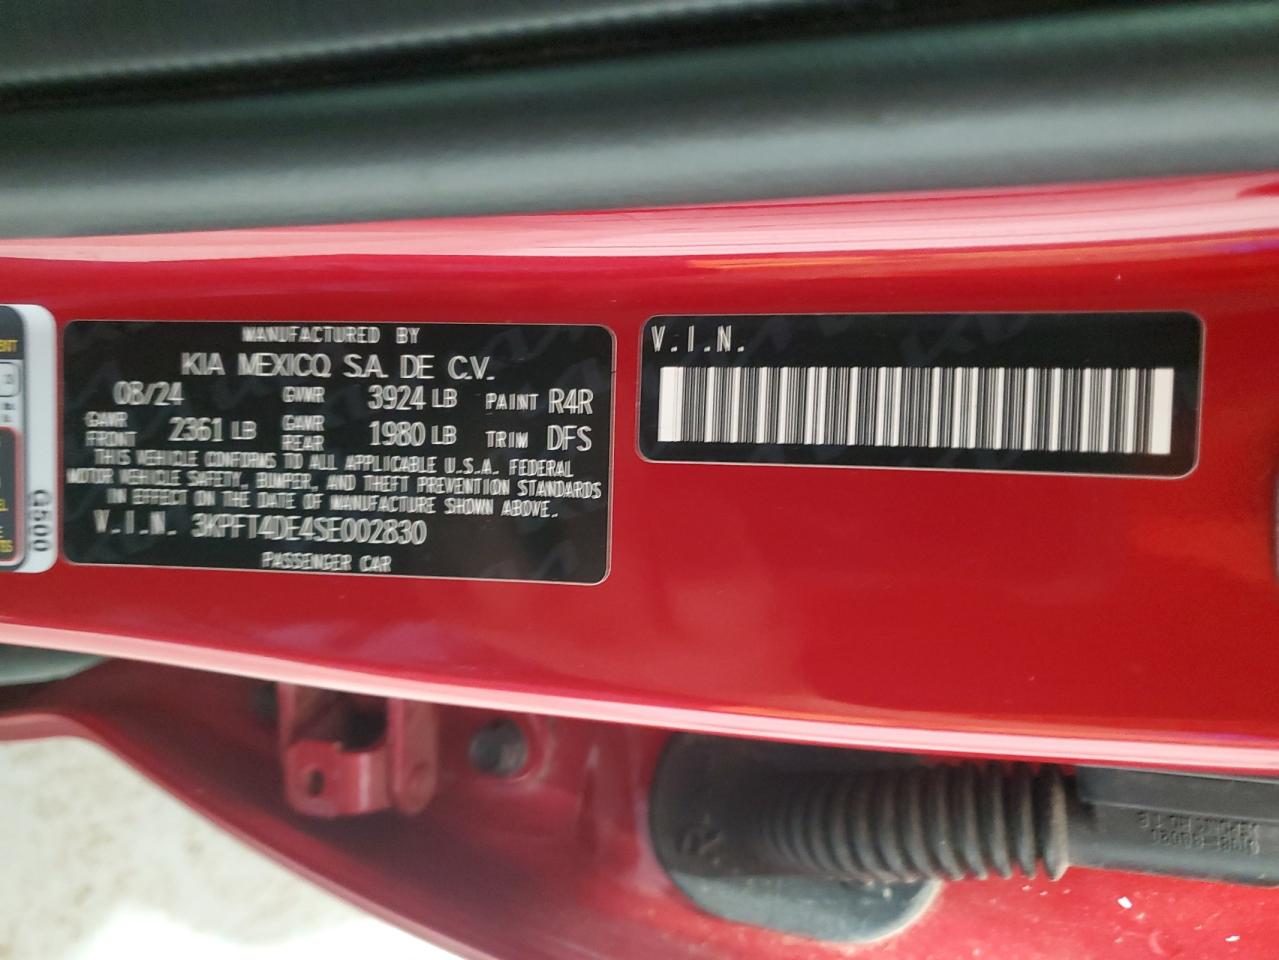 MANUFACTURED BY
KIA MEXICO, S.A. DE C.V.
08/24 GVWR 3924 LB PAINT R4R
GAWR FRONT 2361 LB GAWR REAR 1980 LB TRIM DFS
THIS VEHICLE CONFORMS TO ALL APPLICABLE U.S.A. FEDERAL
MOTOR VEHICLE SAFETY, BUMPER, AND THEFT PREVENTION STANDARDS
IN EFFECT ON THE DATE OF MANUFACTURE SHOWN ABOVE.
V.I.N. 3KPFT4DE4SE002830
PASSENGER CAR
V.I.N.
G500